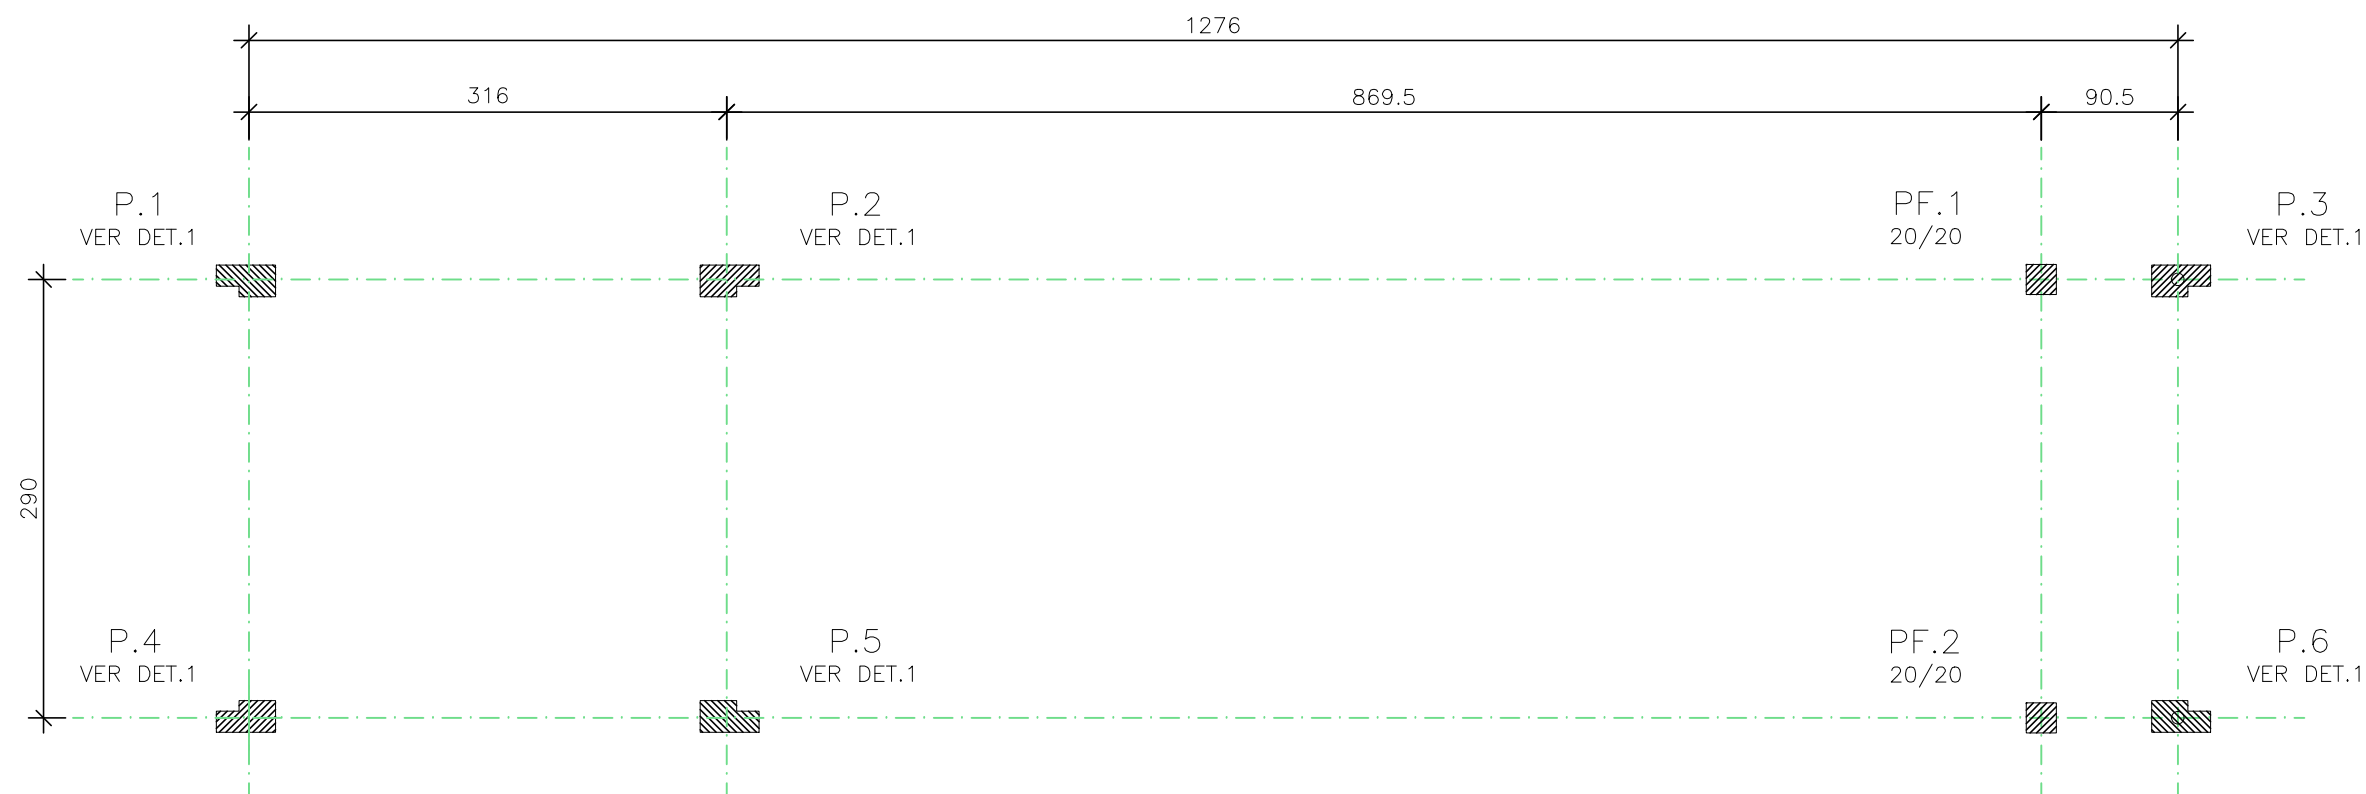 1276
316
869.5
90.5
P.1
VER DET.1
P.2
VER DET.1
PF.1
20/20
P.3
VER DET.1
290
P.4
VER DET.1
P.5
VER DET.1
PF.2
20/20
P.6
VER DET.1